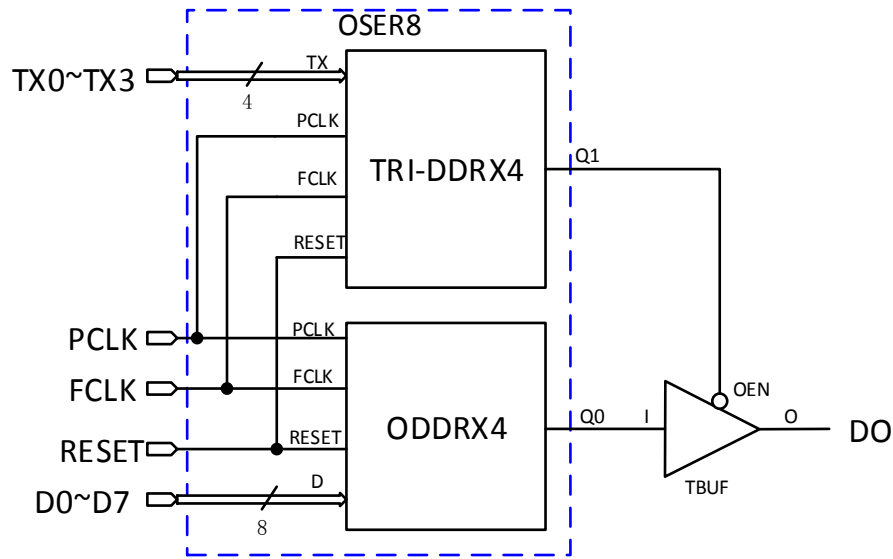 OSER8
TX0~TX3
4
TX
PCLK
FCLK
RESET
TRI-DDRX4
Q1
PCLK
FCLK
RESET
D0~D7
8
PCLK
FCLK
RESET
D
ODDRX4
Q0
I
OEN
O
DO
TBUF